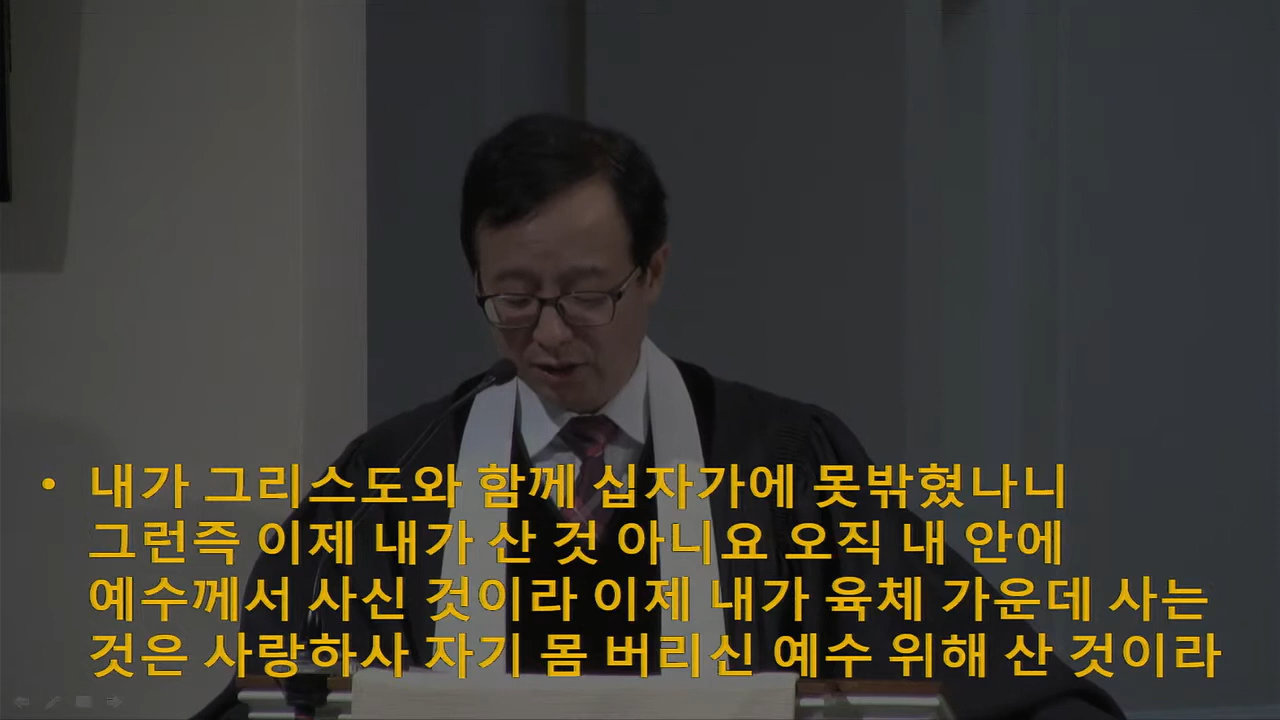 • 내가 그리스도와 함께 십자가에 못밖혔나니
그런즉 이제 내가 산 것 아니요 오직 내 안에
예수께서 사신 것이라 이제 내가 육체 가운데 사는
것은 사랑하사 자기 몸 버리신 예수 위해 산 것이라